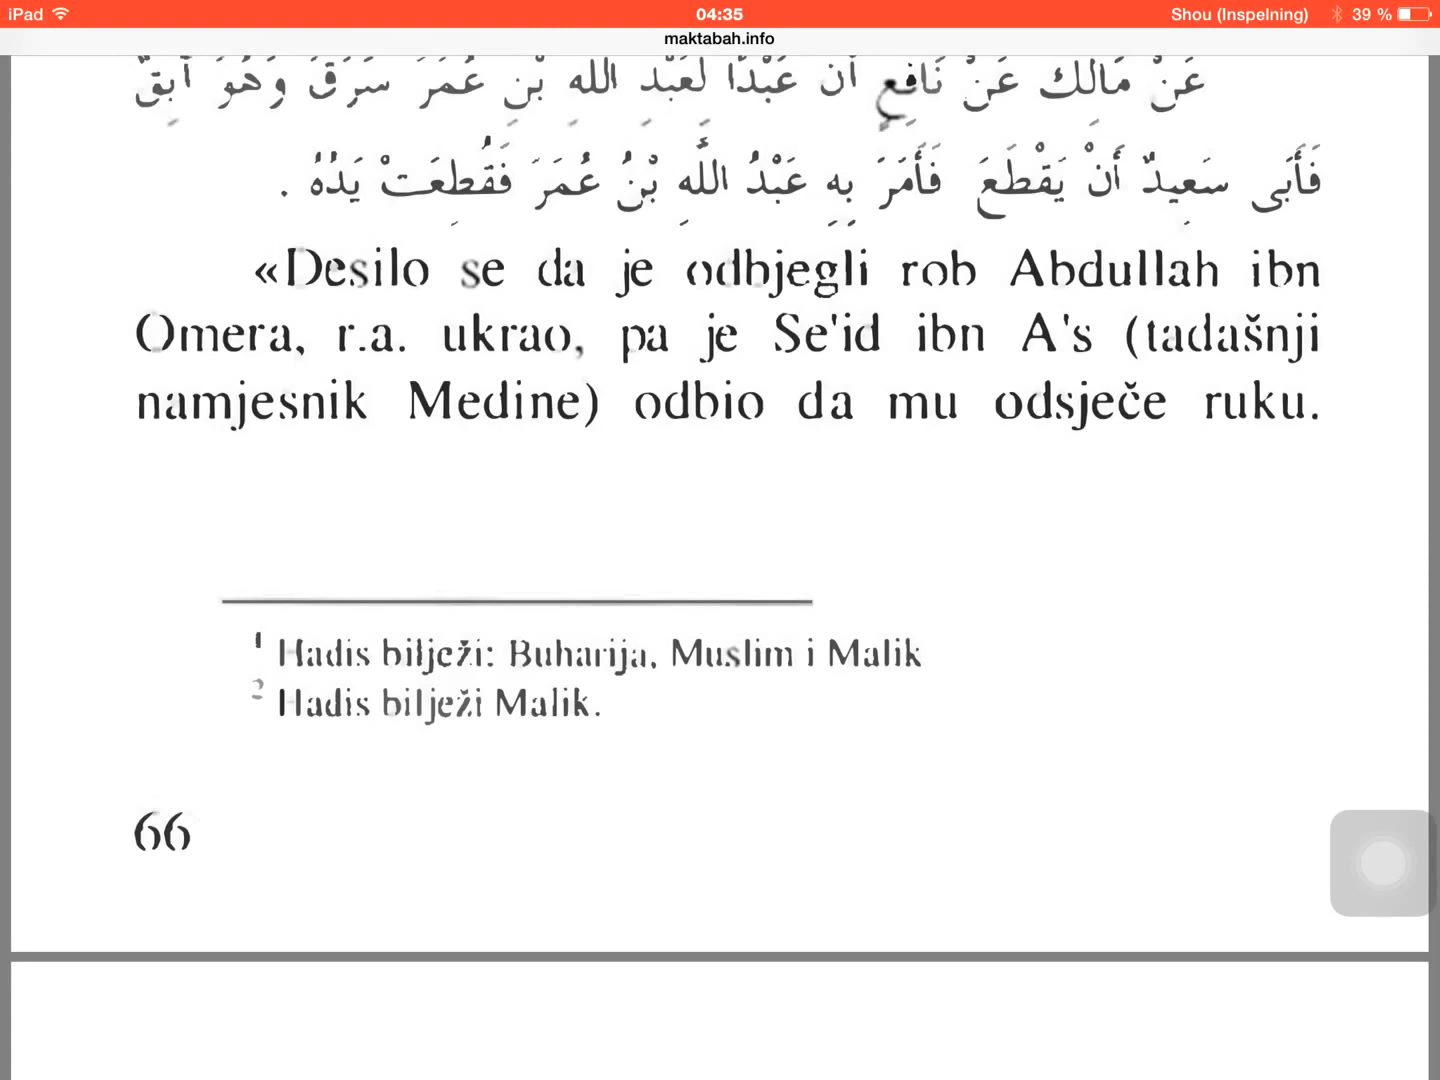 iPad 04:35 Shou (Inspelning) 39 %
maktabah.info
عَنْ مَالِكٍ عَنْ نَافِعٍ أَنَّ عَبْدًا لِعَبْدِ اللهِ بْنِ عُمَرَ سَرَقَ وَهُوَ آبِقٌ
فَأَبَى سَعِيدٌ أَنْ يَقْطَعَ فَأَمَرَ بِهِ عَبْدُ اللهِ بْنُ عُمَرَ فَقُطِعَتْ يَدُهُ .
«Desilo se da je odbjegli rob Abdullah ibn
Omera, r.a. ukrao, pa je Se'id ibn A's (tadašnji
namjesnik Medine) odbio da mu odsječe ruku.
1 Hadis bilježi: Buharija, Muslim i Malik
2 Hadis bilježi Malik.
66